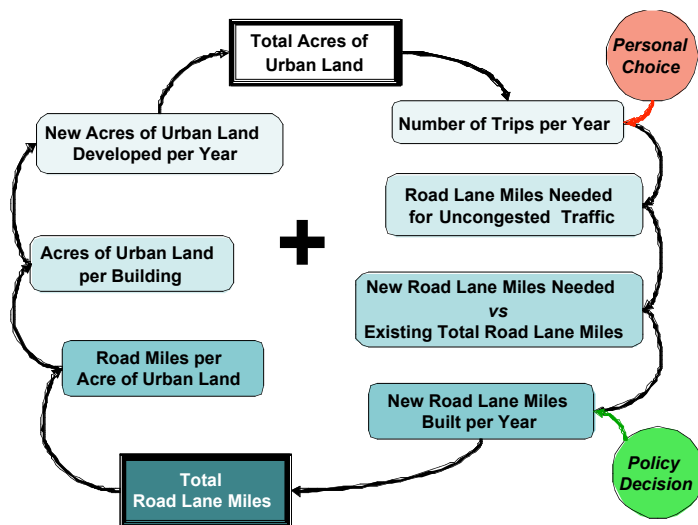 Total Acres of
Urban Land
Personal
Choice
New Acres of Urban Land
Developed per Year
Number of Trips per Year
Road Lane Miles Needed
for Uncongested Traffic
+
Acres of Urban Land
per Building
New Road Lane Miles Needed
vs
Existing Total Road Lane Miles
Road Miles per
Acre of Urban Land
New Road Lane Miles
Built per Year
Policy
Decision
Total
Road Lane Miles